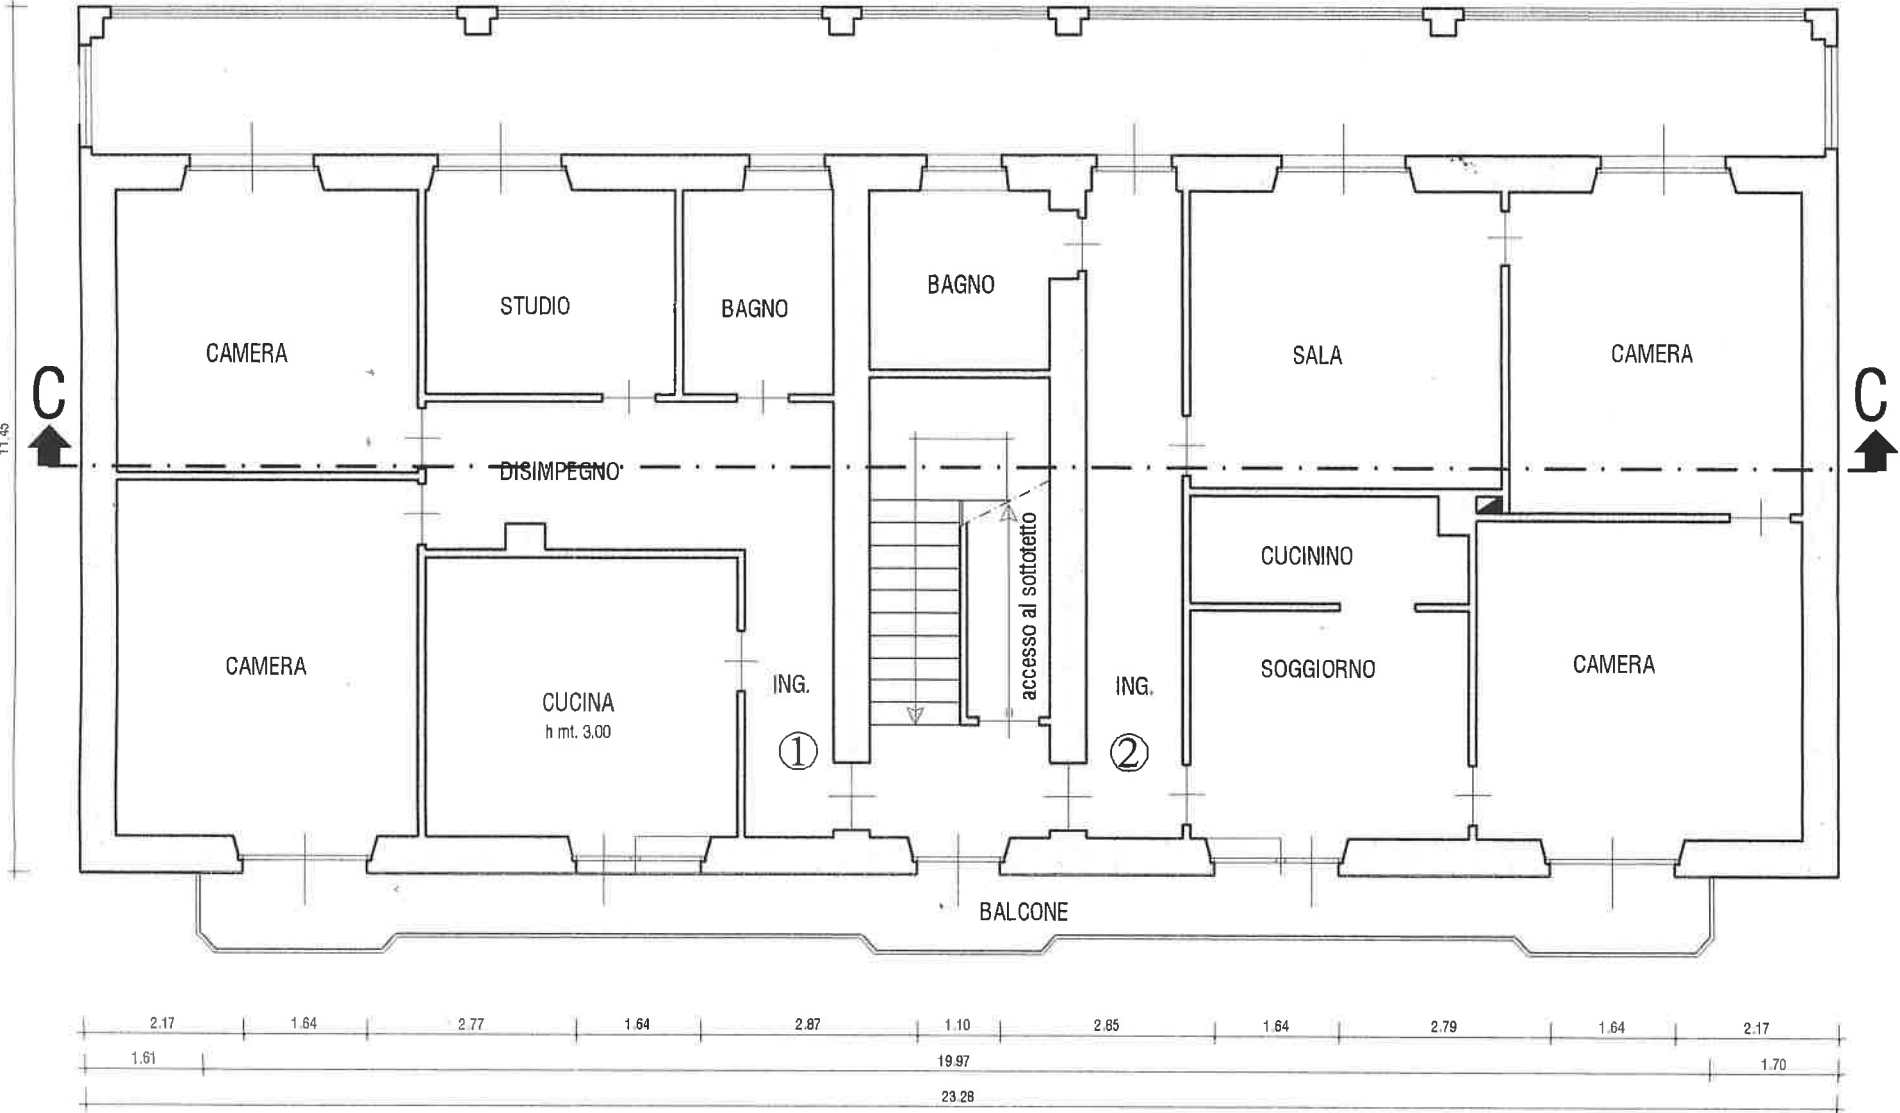 BAGNO
STUDIO
BAGNO
CAMERA
SALA
CAMERA
C
C
11.45
DISIMPEGNO
accesso al sottotetto
CUCININO
CAMERA
SOGGIORNO
CAMERA
ING.
ING.
CUCINA
h mt. 3.00
1
2
BALCONE
2.17 1.64 2.77 1.64 2.87 1.10 2.85 1.64 2.79 1.64 2.17
1.61 19.97 1.70
23.28